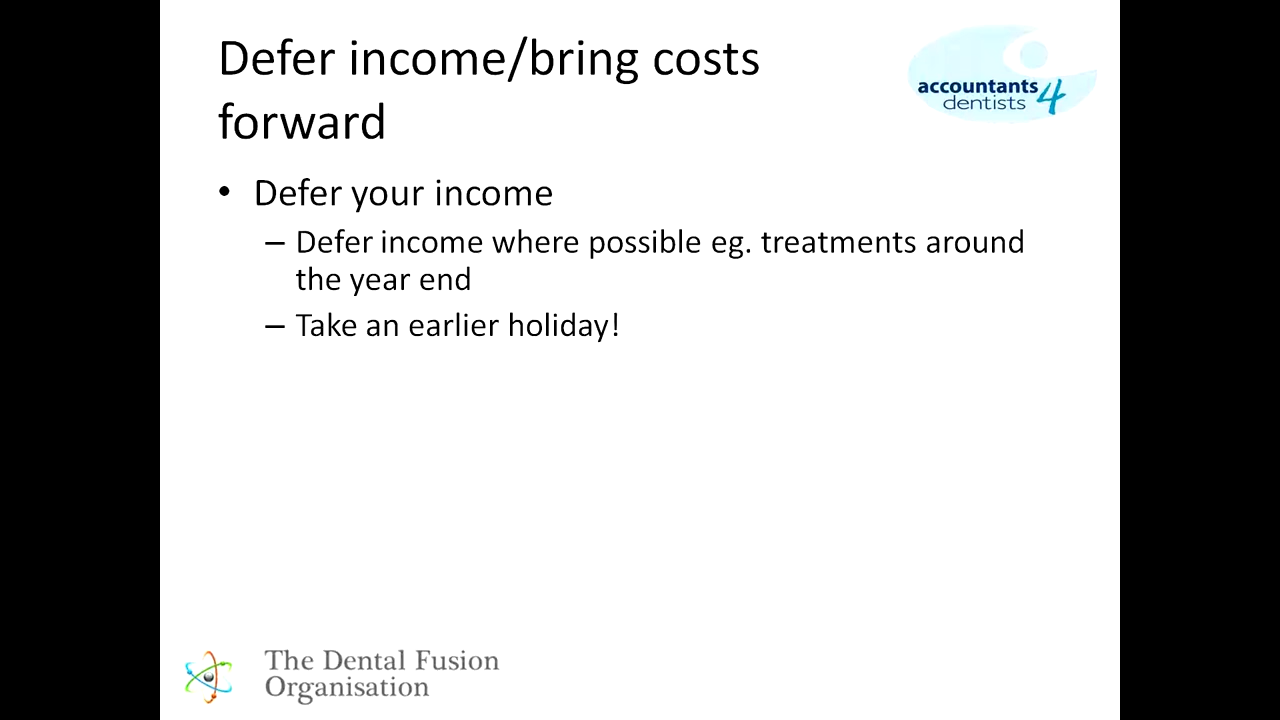 Defer income/bring costs
forward
accountants 4
dentists
• Defer your income
– Defer income where possible eg. treatments around
the year end
– Take an earlier holiday!
The Dental Fusion
Organisation